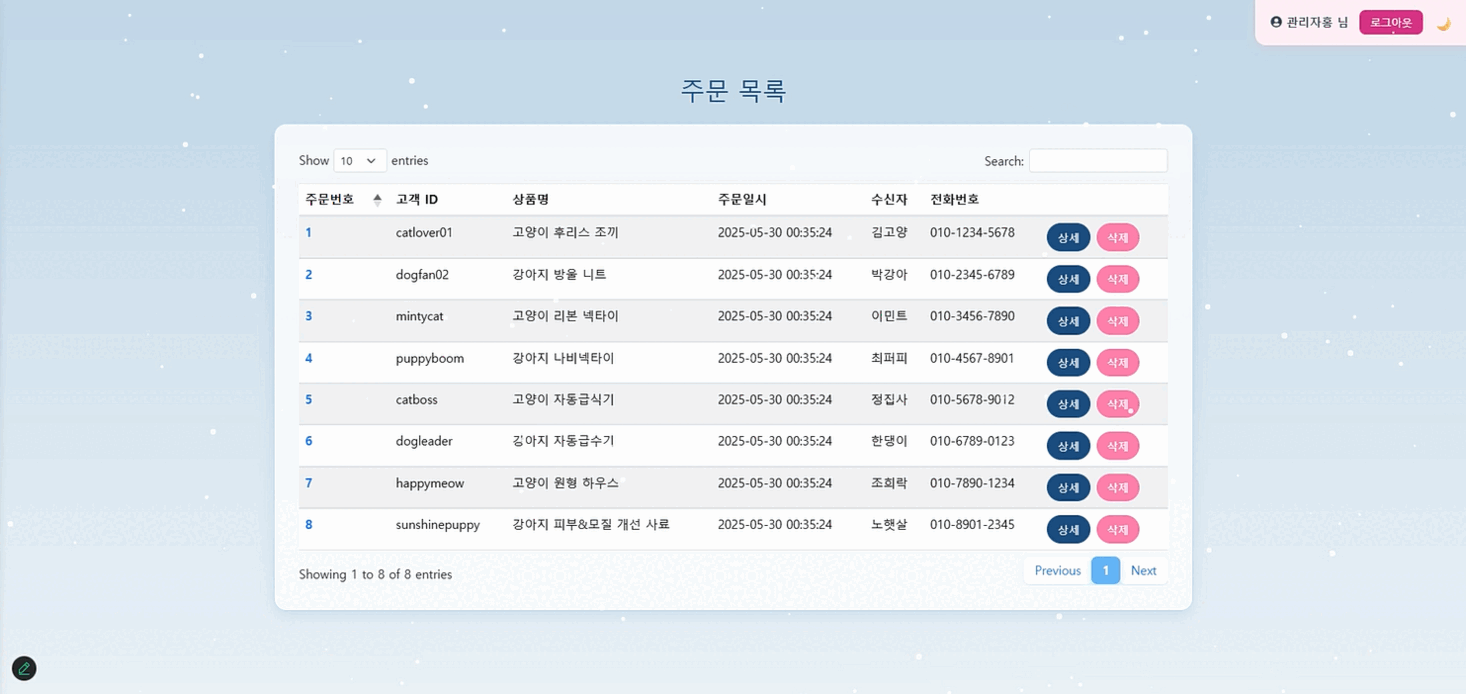 관리자홍 님 로그아웃
주문 목록
Show 10 entries Search:
주문번호 고객 ID 상품명 주문일시 수신자 전화번호
1 catlover01 고양이 후리스 조끼 2025-05-30 00:35:24 김고양 010-1234-5678 상세 삭제
2 dogfan02 강아지 방울 니트 2025-05-30 00:35:24 박강아 010-2345-6789 상세 삭제
3 mintycat 고양이 리본 넥타이 2025-05-30 00:35:24 이민트 010-3456-7890 상세 삭제
4 puppyboom 강아지 나비넥타이 2025-05-30 00:35:24 최퍼피 010-4567-8901 상세 삭제
5 catboss 고양이 자동급식기 2025-05-30 00:35:24 정집사 010-5678-9012 상세 삭제
6 dogleader 강아지 자동급수기 2025-05-30 00:35:24 한댕이 010-6789-0123 상세 삭제
7 happymeow 고양이 원형 하우스 2025-05-30 00:35:24 조희락 010-7890-1234 상세 삭제
8 sunshinepuppy 강아지 피부&모질 개선 사료 2025-05-30 00:35:24 노햇살 010-8901-2345 상세 삭제
Showing 1 to 8 of 8 entries Previous 1 Next